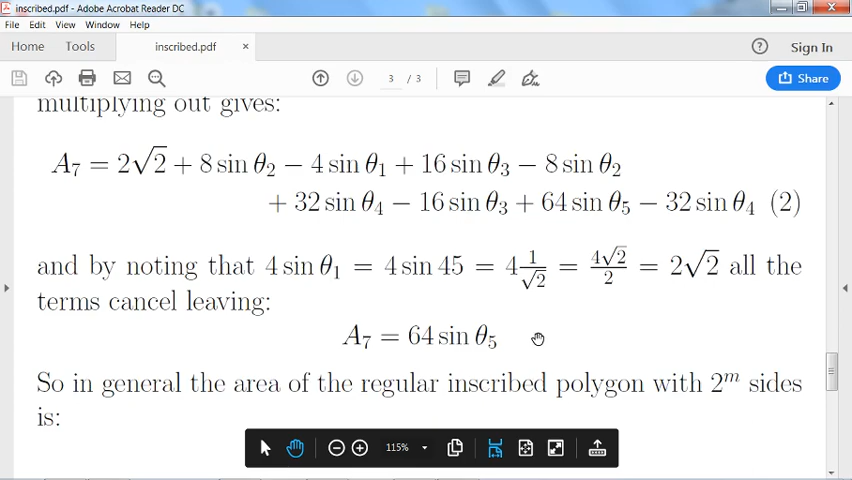 inscribed.pdf - Adobe Acrobat Reader DC
File Edit View Window Help
Home Tools inscribed.pdf × ? Sign In
3 / 3 Share
multiplying out gives:
A₇ = 2√2 + 8 sin θ₂ − 4 sin θ₁ + 16 sin θ₃ − 8 sin θ₂
+ 32 sin θ₄ − 16 sin θ₃ + 64 sin θ₅ − 32 sin θ₄ (2)
and by noting that 4 sin θ₁ = 4 sin 45 = 4 1/√2 = 4√2/2 = 2√2 all the
terms cancel leaving:
A₇ = 64 sin θ₅
So in general the area of the regular inscribed polygon with 2ᵐ sides
is:
115%